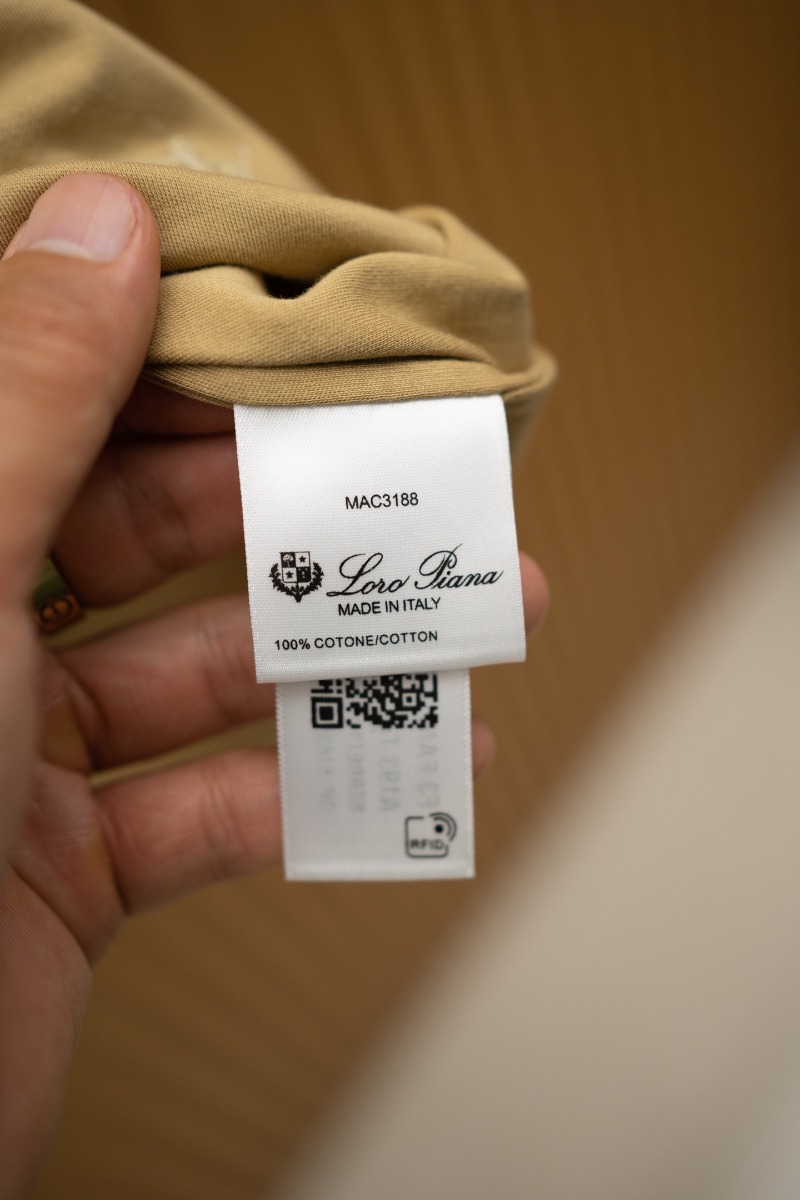 MAC3188
Loro Piana
MADE IN ITALY
100% COTONE/COTTON
RFID